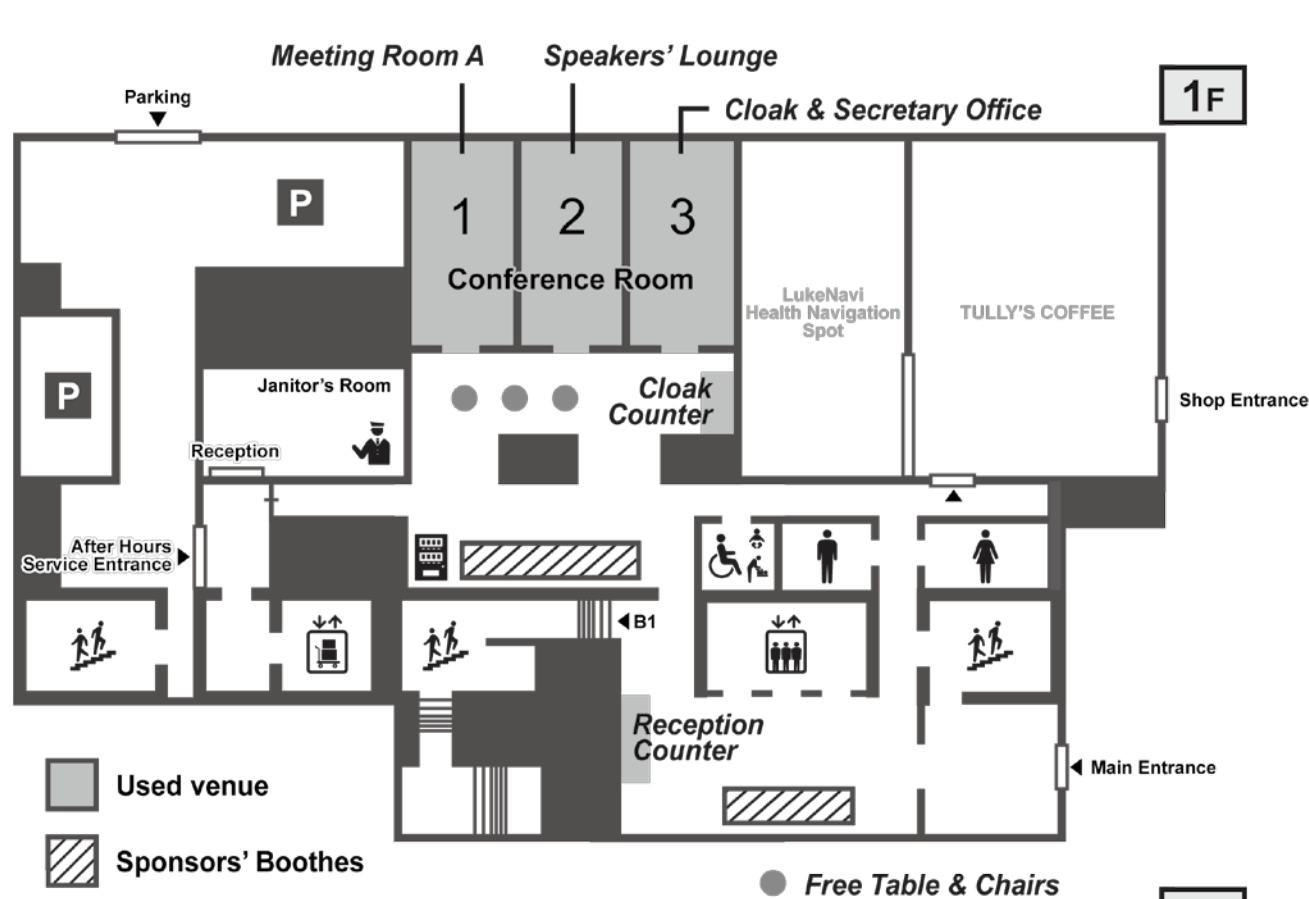 Meeting Room A
Speakers' Lounge
Cloak & Secretary Office
1F
Parking
P
1
2
3
Conference Room
LukeNavi
Health Navigation
Spot
TULLY'S COFFEE
P
Janitor's Room
Cloak
Counter
Shop Entrance
Reception
After Hours
Service Entrance
B1
Reception
Counter
Main Entrance
Used venue
Sponsors' Boothes
Free Table & Chairs